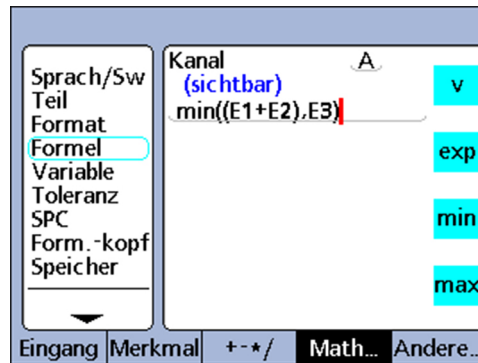 Sprach/Sw
Teil
Format
Formel
Variable
Toleranz
SPC
Form.-kopf
Speicher
Kanal A
(sichtbar)
min((E1+E2),E3)
v
exp
min
max
Eingang Merkmal +-*/ Math... Andere..